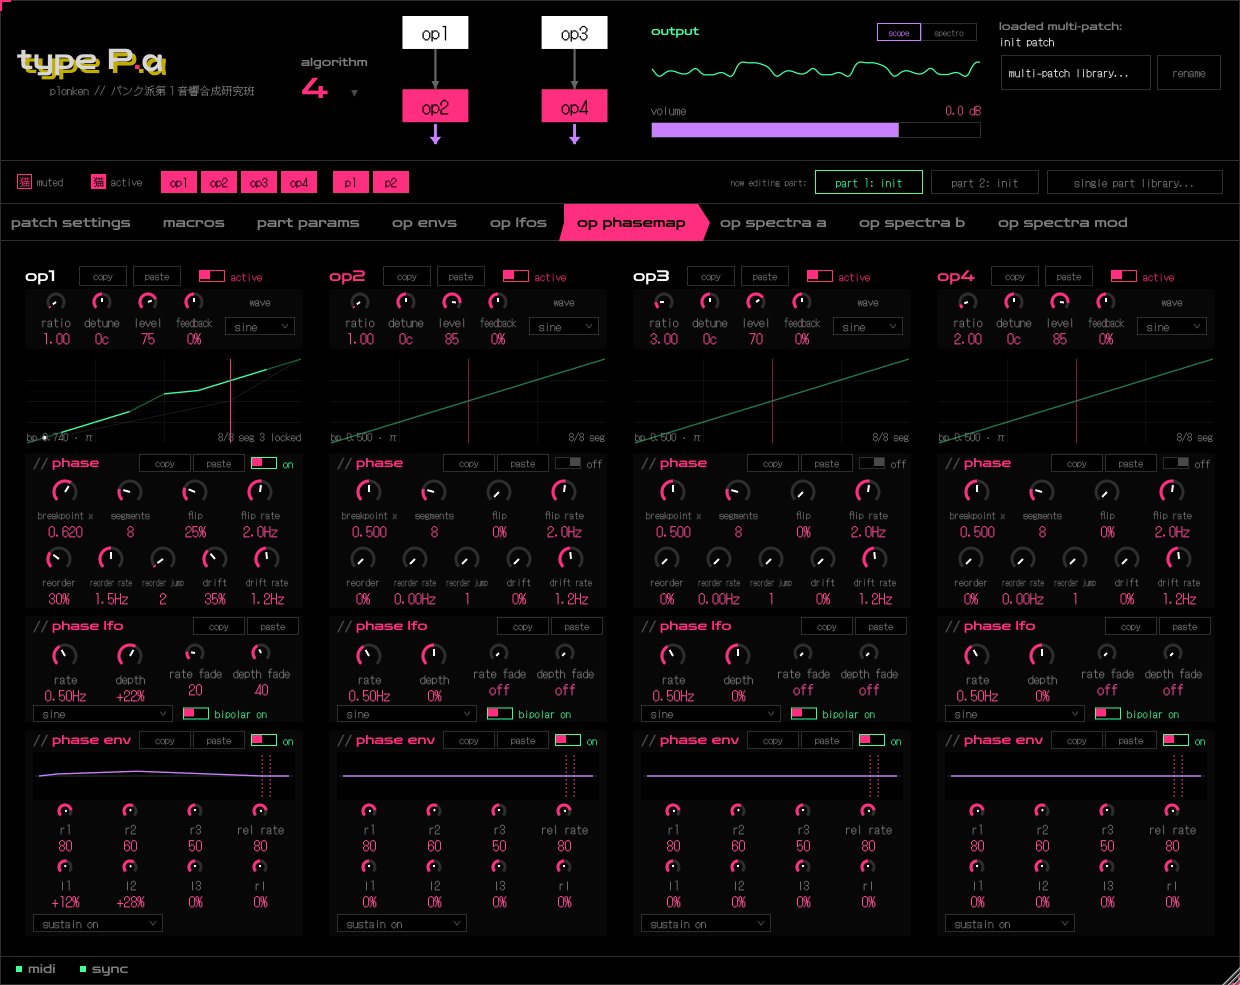 type P.a
plonken // パンク派第1音響合成研究班
algorithm
4
op1
op3
op2
op4
output
scope
spectro
volume
0.0 dB
loaded multi-patch:
init patch
multi-patch library...
rename
猫 muted
猫 active
op1 op2 op3 op4 p1 p2
now editing part:
part 1: init
part 2: init
single part library...
patch settings macros part params op envs op lfos op phasemap op spectra a op spectra b op spectra mod
op1 copy paste active
ratio detune level feedback wave
1.00 0c 75 0% sine
bp 0.740 · π 8/8 seg 3 locked
// phase copy paste on
breakpoint x segments flip flip rate
0.620 8 25% 2.0Hz
reorder reorder rate reorder jump drift drift rate
30% 1.5Hz 2 35% 1.2Hz
// phase lfo copy paste
rate depth rate fade depth fade
0.50Hz +22% 20 40
sine bipolar on
// phase env copy paste on
r1 r2 r3 rel rate
80 60 50 80
l1 l2 l3 rl
+12% +28% 0% 0%
sustain on
op2 copy paste active
ratio detune level feedback wave
1.00 0c 85 0% sine
bp 0.500 · π 8/8 seg
// phase copy paste off
breakpoint x segments flip flip rate
0.500 8 0% 2.0Hz
reorder reorder rate reorder jump drift drift rate
0% 0.00Hz 1 0% 1.2Hz
// phase lfo copy paste
rate depth rate fade depth fade
0.50Hz 0% off off
sine bipolar on
// phase env copy paste on
r1 r2 r3 rel rate
80 60 50 80
l1 l2 l3 rl
0% 0% 0% 0%
sustain on
op3 copy paste active
ratio detune level feedback wave
3.00 0c 70 0% sine
bp 0.500 · π 8/8 seg
// phase copy paste off
breakpoint x segments flip flip rate
0.500 8 0% 2.0Hz
reorder reorder rate reorder jump drift drift rate
0% 0.00Hz 1 0% 1.2Hz
// phase lfo copy paste
rate depth rate fade depth fade
0.50Hz 0% off off
sine bipolar on
// phase env copy paste on
r1 r2 r3 rel rate
80 60 50 80
l1 l2 l3 rl
0% 0% 0% 0%
sustain on
op4 copy paste active
ratio detune level feedback wave
2.00 0c 85 0% sine
bp 0.500 · π 8/8 seg
// phase copy paste off
breakpoint x segments flip flip rate
0.500 8 0% 2.0Hz
reorder reorder rate reorder jump drift drift rate
0% 0.00Hz 1 0% 1.2Hz
// phase lfo copy paste
rate depth rate fade depth fade
0.50Hz 0% off off
sine bipolar on
// phase env copy paste on
r1 r2 r3 rel rate
80 60 50 80
l1 l2 l3 rl
0% 0% 0% 0%
sustain on
midi sync